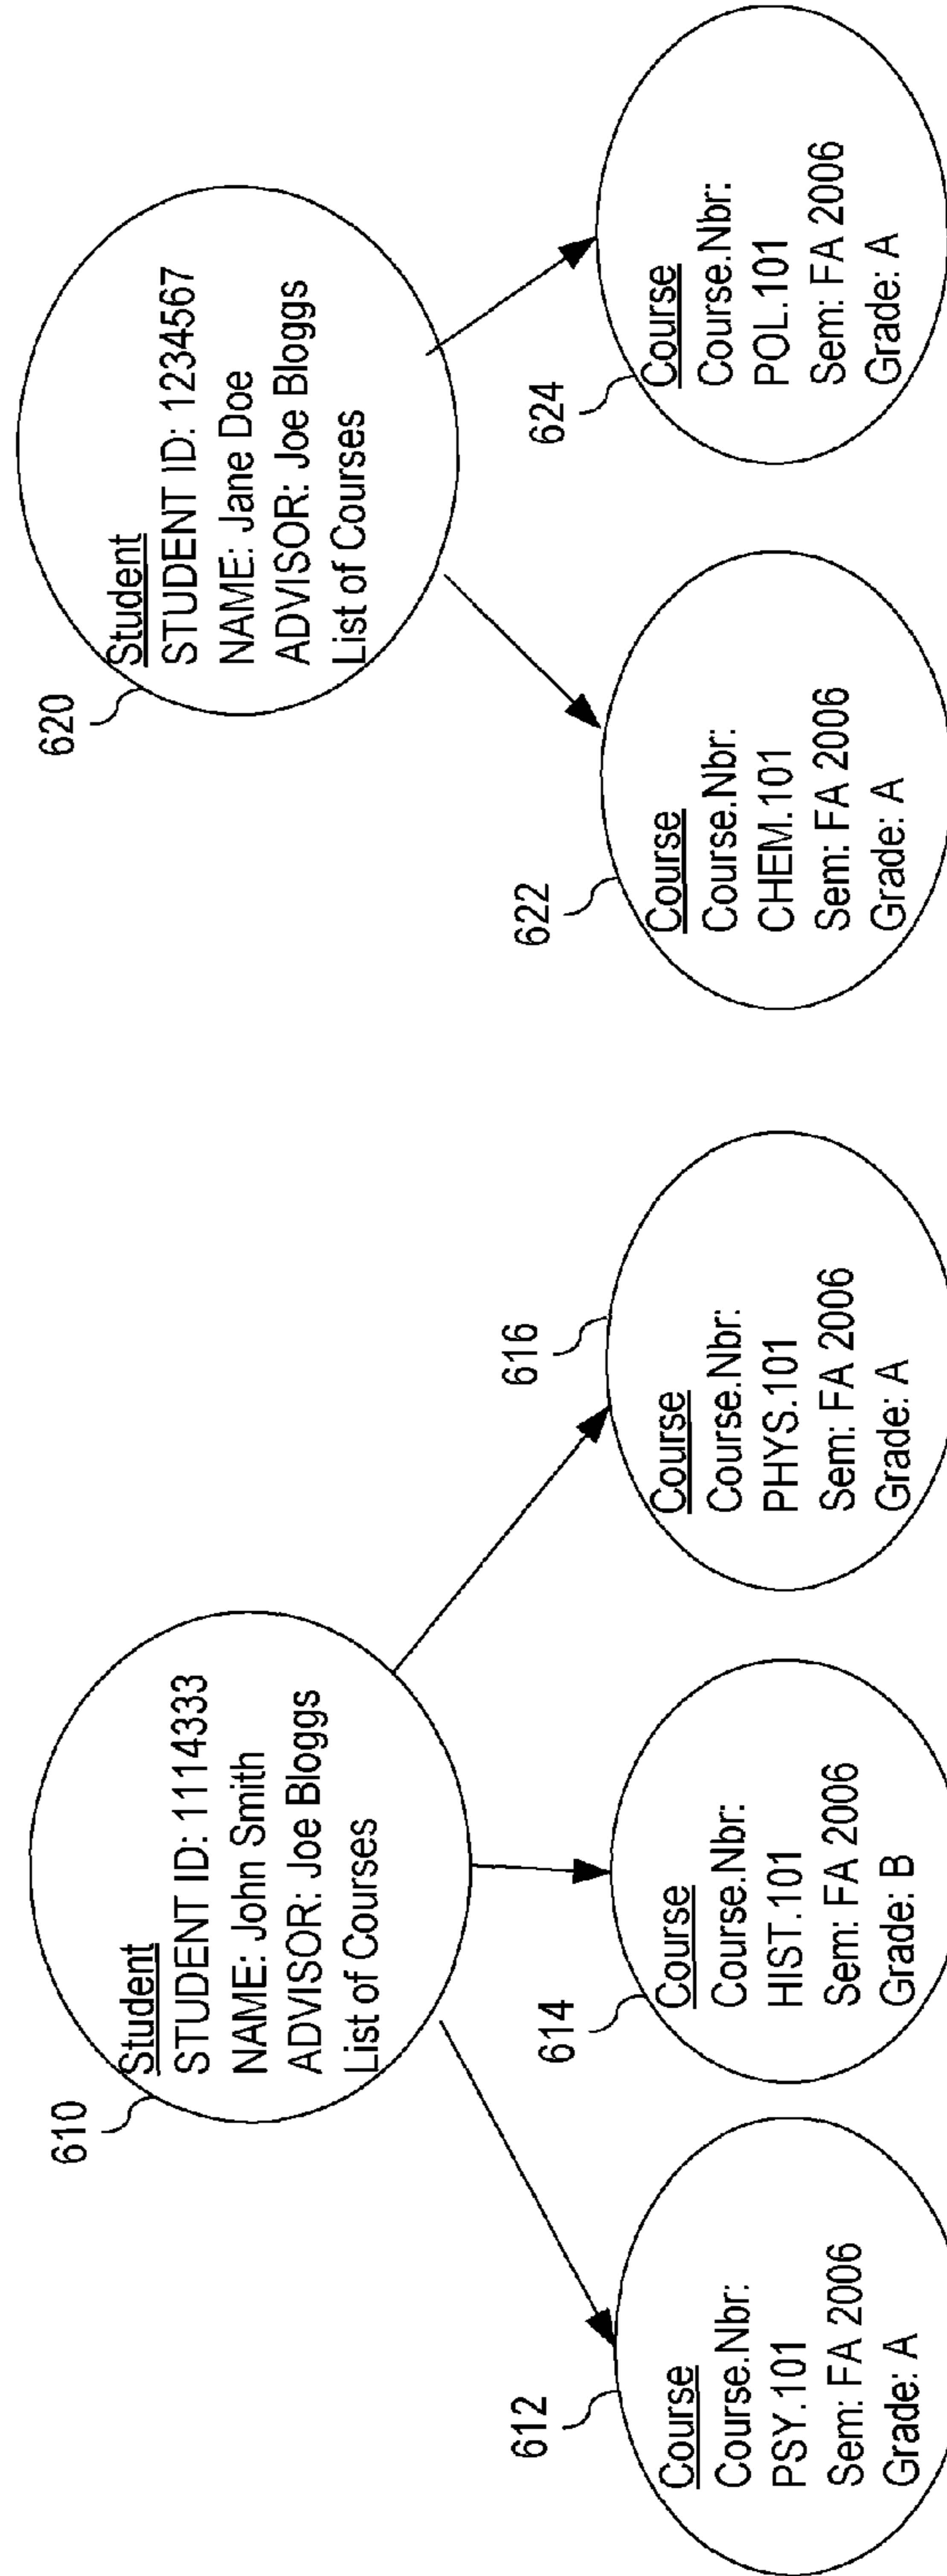 610
Student
STUDENT ID: 1114333
NAME: John Smith
ADVISOR: Joe Bloggs
List of Courses
612
Course
Course.Nbr:
PSY.101
Sem: FA 2006
Grade: A
614
Course
Course.Nbr:
HIST.101
Sem: FA 2006
Grade: B
616
Course
Course.Nbr:
PHYS.101
Sem: FA 2006
Grade: A
620
Student
STUDENT ID: 1234567
NAME: Jane Doe
ADVISOR: Joe Bloggs
List of Courses
622
Course
Course.Nbr:
CHEM.101
Sem: FA 2006
Grade: A
624
Course
Course.Nbr:
POL.101
Sem: FA 2006
Grade: A